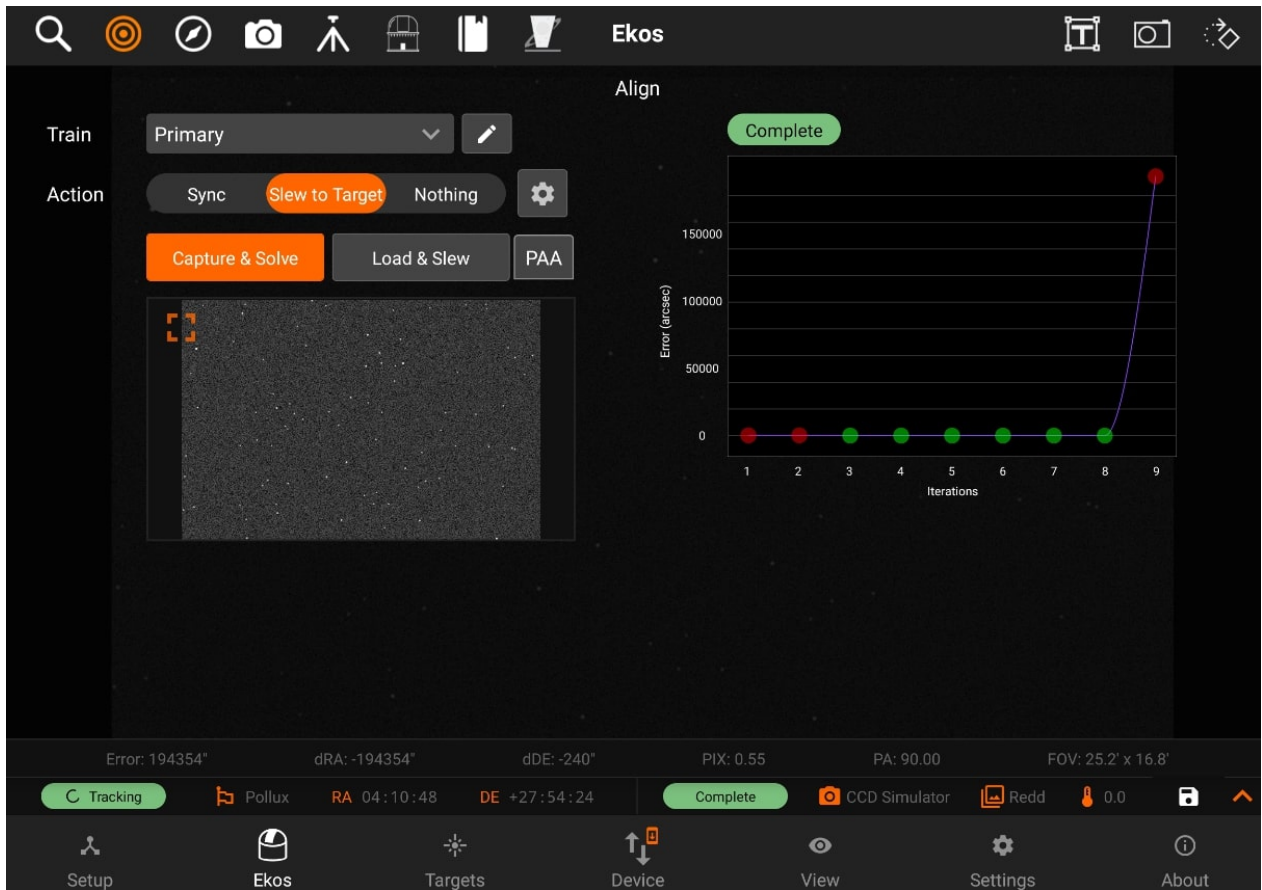 Ekos
T
Align
Train
Primary
Complete
Action
Sync
Slew to Target
Nothing
Capture & Solve
Load & Slew
PAA
Error (arcsec)
150000
100000
50000
0
1 2 3 4 5 6 7 8 9
Iterations
Error: 194354"
dRA: -194354"
dDE: -240"
PIX: 0.55
PA: 90.00
FOV: 25.2' x 16.8'
Tracking
Pollux
RA 04:10:48
DE +27:54:24
Complete
CCD Simulator
Redd
0.0
Setup
Ekos
Targets
Device
View
Settings
About